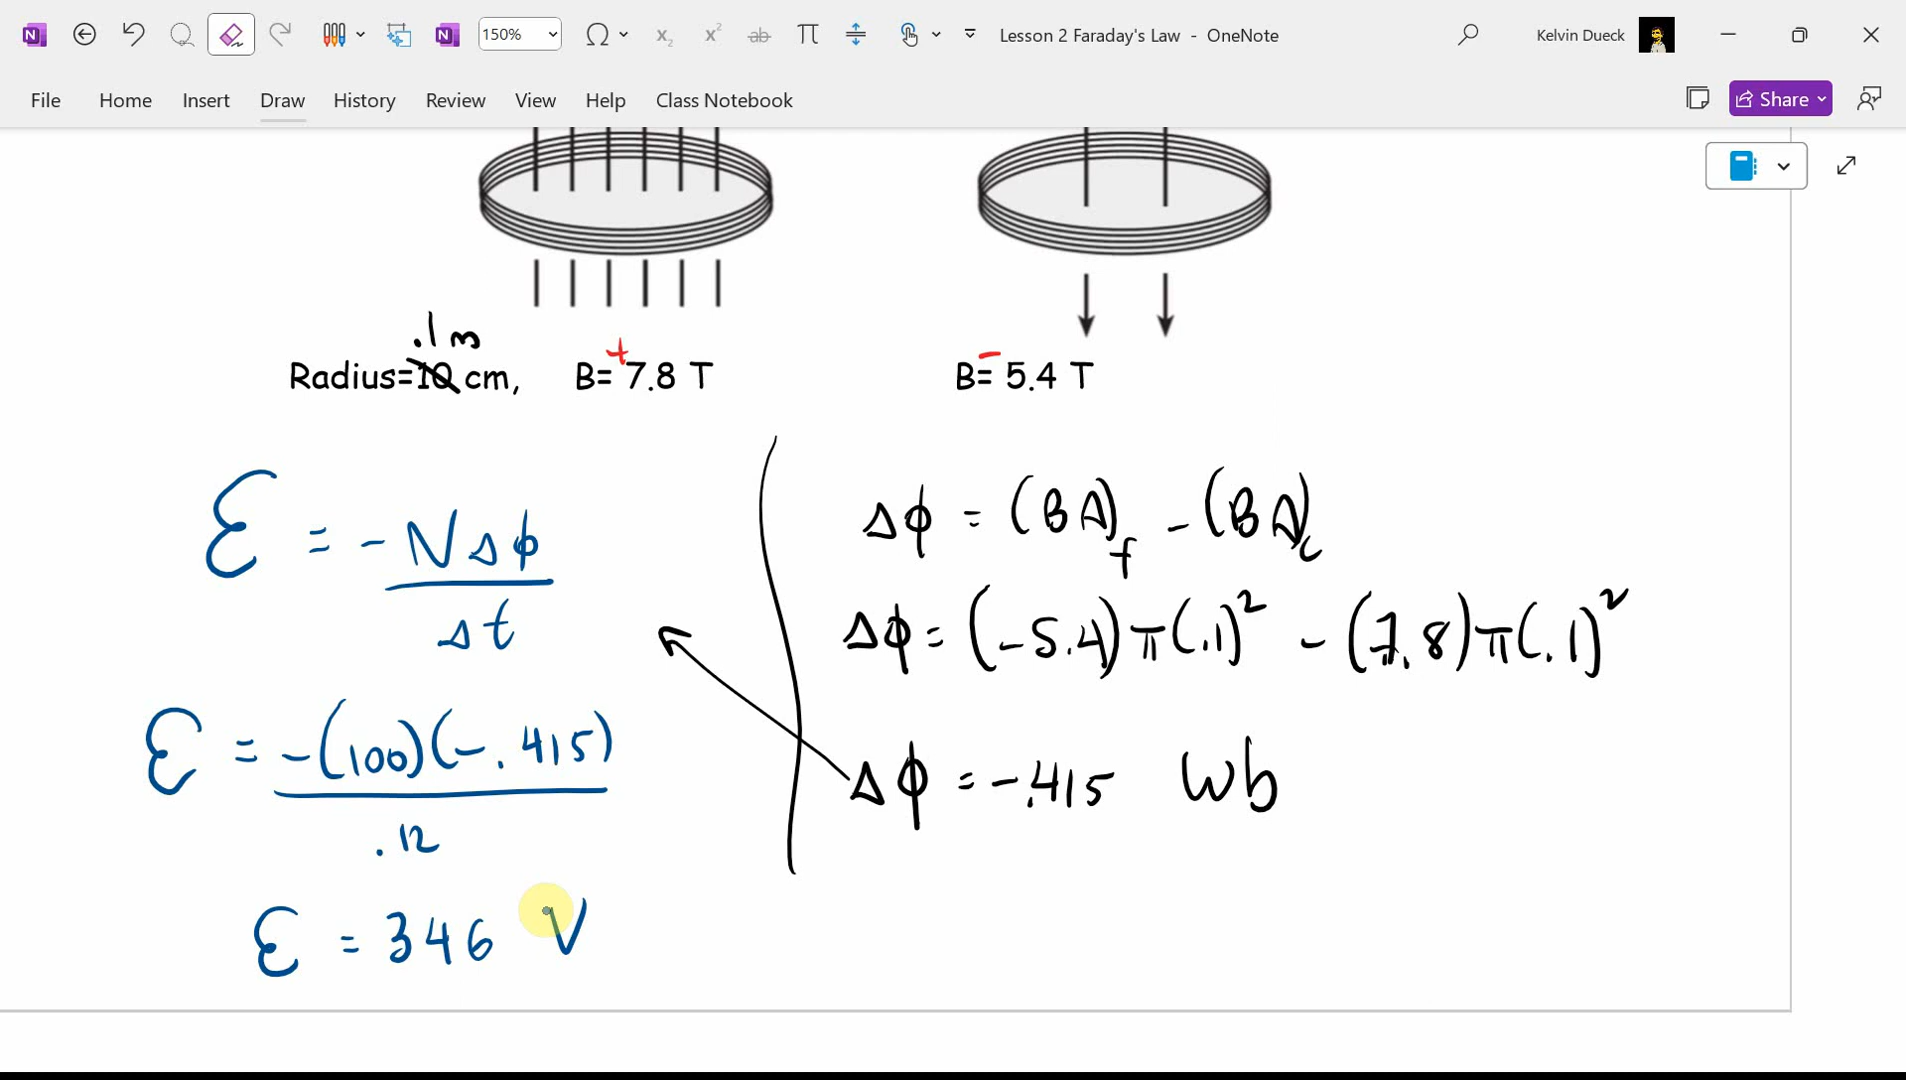 150%
Lesson 2 Faraday's Law - OneNote
Kelvin Dueck
File Home Insert Draw History Review View Help Class Notebook
Share
.1 m
Radius=10 cm,
+
B= 7.8 T
-
B= 5.4 T
ε = -NΔϕ
Δt
ε = -(100)(-.415)
.12
ε = 346 V
Δϕ = (BA)f - (BA)i
Δϕ = (-5.4)π(.1)² - (7.8)π(.1)²
Δϕ = -.415 Wb